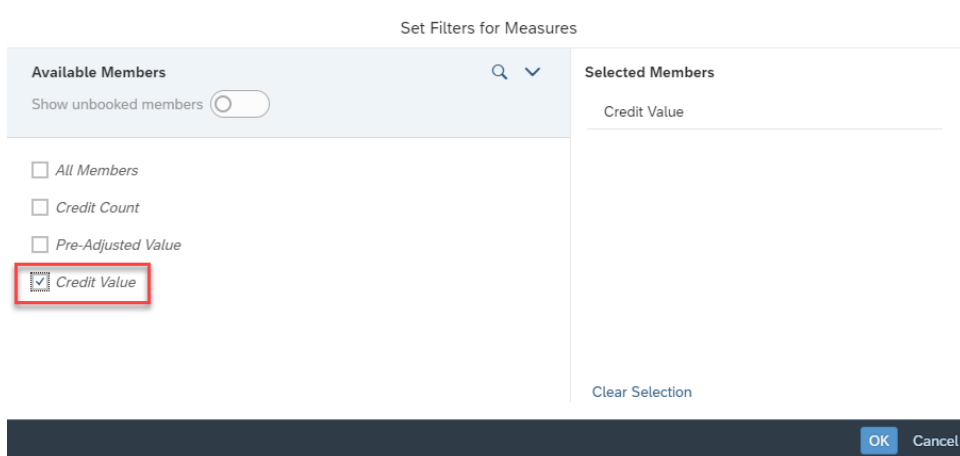 Set Filters for Measures
Available Members
Show unbooked members
All Members
Credit Count
Pre-Adjusted Value
Credit Value
Selected Members
Credit Value
Clear Selection
OK Cancel